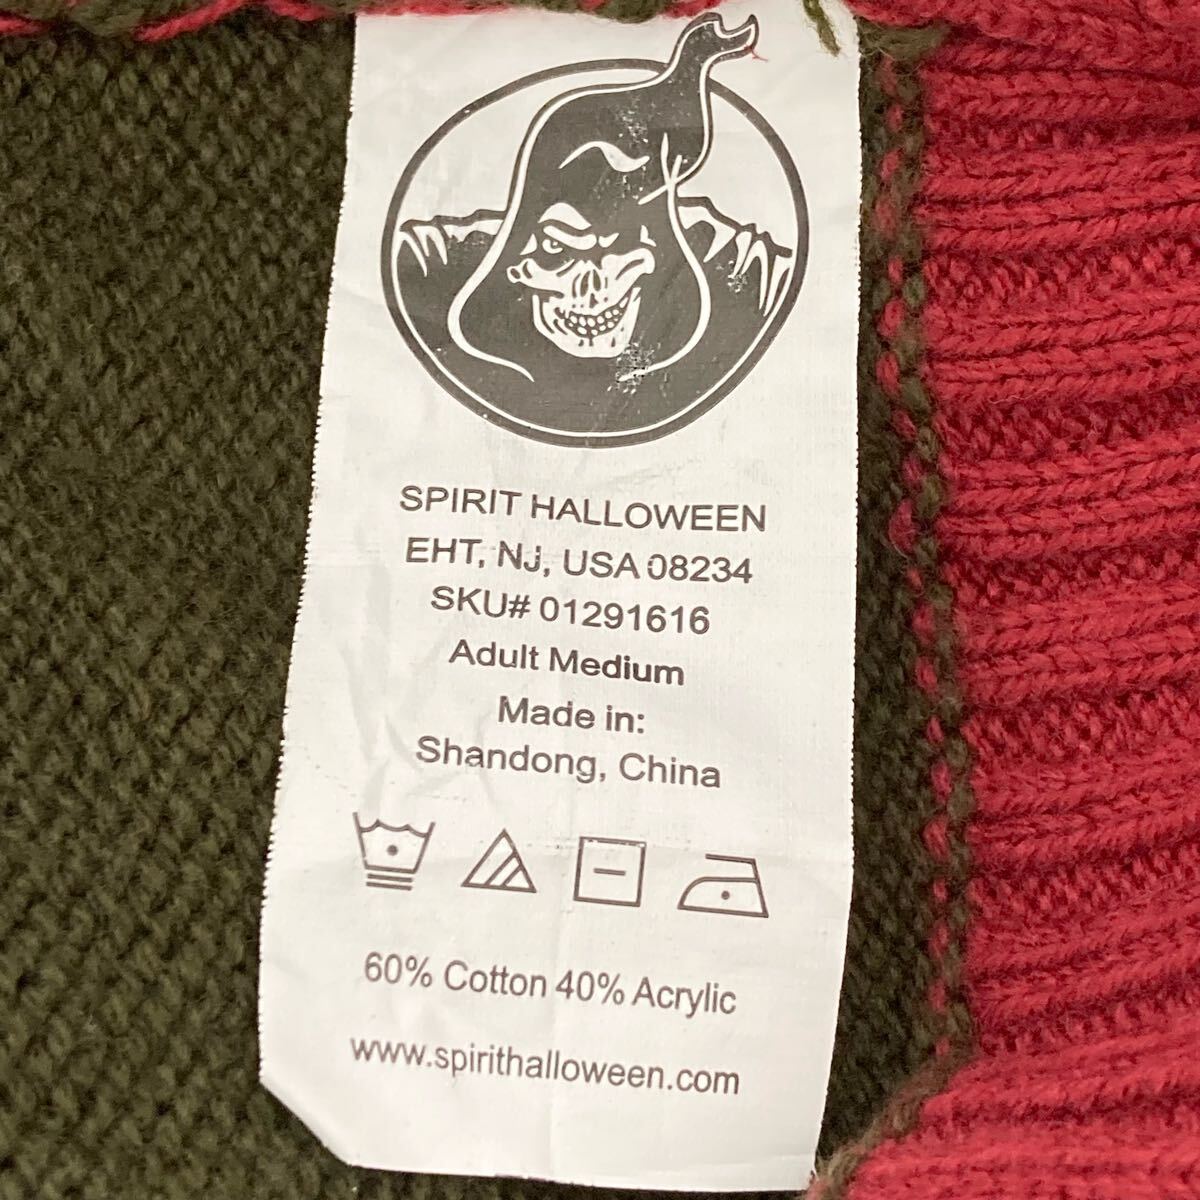 SPIRIT HALLOWEEN
EHT, NJ, USA 08234
SKU# 01291616
Adult Medium
Made in:
Shandong, China
60% Cotton 40% Acrylic
www.spirithalloween.com